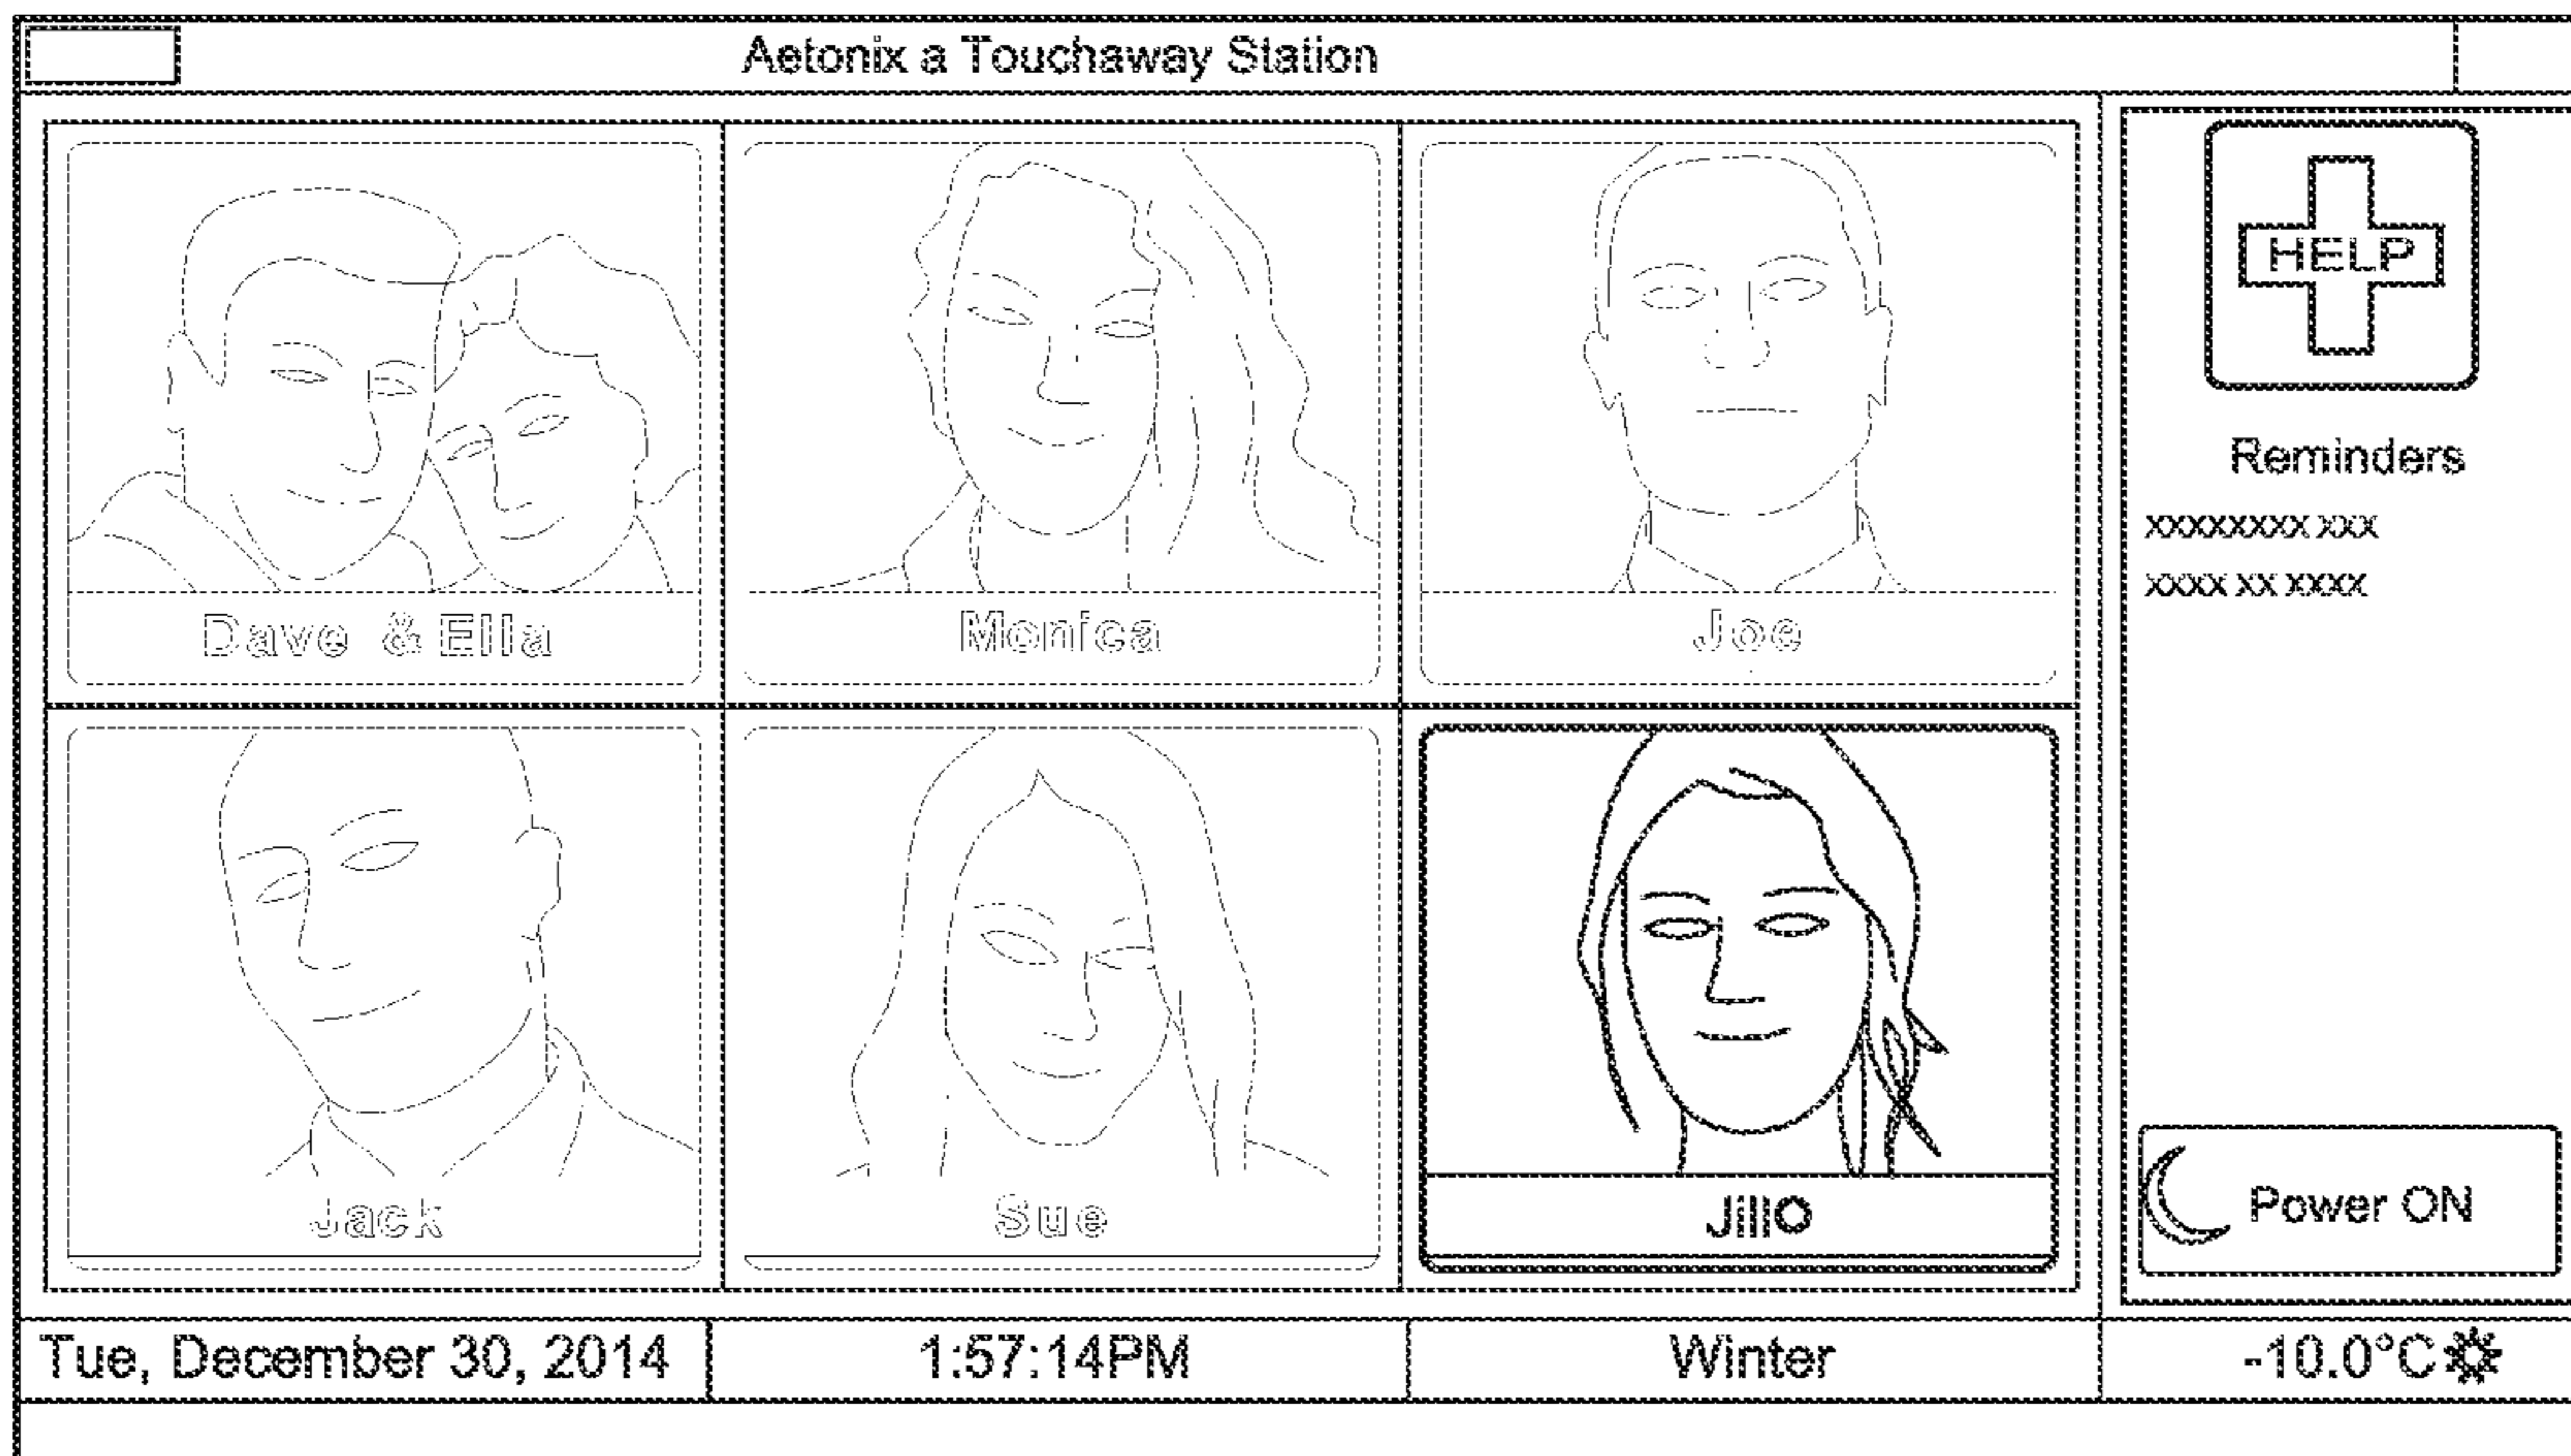 Aetonix a Touchaway Station
HELP
Reminders
XXXXXXXX XXX
XXXX XX XXXX
Dave & Ella
Monica
Joe
Jack
Sue
Jill
Power ON
Tue, December 30, 2014
1:57:14PM
Winter
-10.0°C